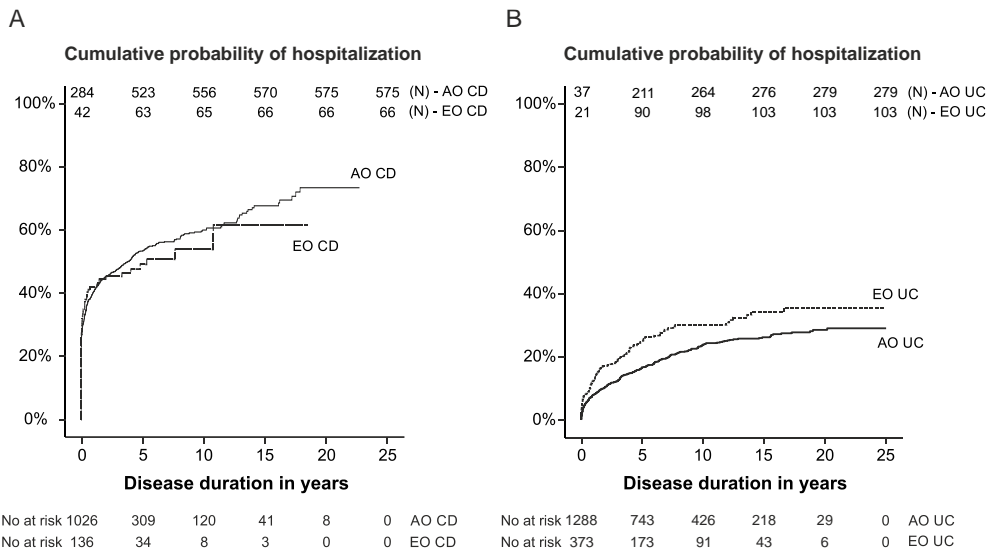 A
Cumulative probability of hospitalization
284 523 556 570 575 575 (N) - AO CD
100%
42 63 65 66 66 66 (N) - EO CD
80%
AO CD
60%
EO CD
40%
20%
0%
0 5 10 15 20 25
Disease duration in years
No at risk 1026 309 120 41 8 0 AO CD
No at risk 136 34 8 3 0 0 EO CD
B
Cumulative probability of hospitalization
37 211 264 276 279 279 (N) - AO UC
100%
21 90 98 103 103 103 (N) - EO UC
80%
60%
40%
EO UC
AO UC
20%
0%
0 5 10 15 20 25
Disease duration in years
No at risk 1288 743 426 218 29 0 AO UC
No at risk 373 173 91 43 6 0 EO UC